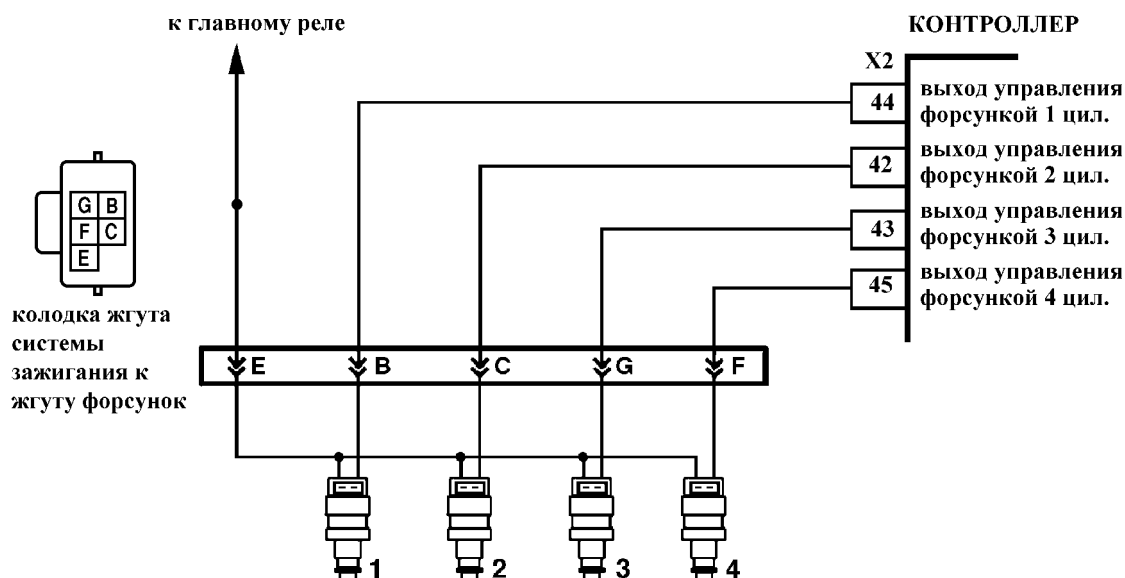 к главному реле
КОНТРОЛЛЕР
X2
44
выход управления
форсункой 1 цил.
42
выход управления
форсункой 2 цил.
43
выход управления
форсункой 3 цил.
45
выход управления
форсункой 4 цил.
G B
F C
E
колодка жгута
системы
зажигания к
жгуту форсунок
E B C G F
1 2 3 4